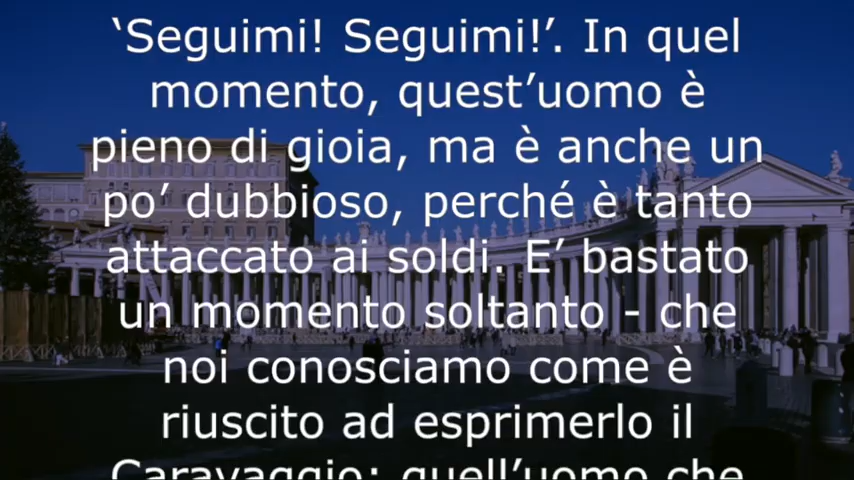 ‘Seguimi! Seguimi!’. In quel
momento, quest’uomo è
pieno di gioia, ma è anche un
po’ dubbioso, perché è tanto
attaccato ai soldi. E’ bastato
un momento soltanto - che
noi conosciamo come è
riuscito ad esprimerlo il
Caravaggio: quell’uomo che